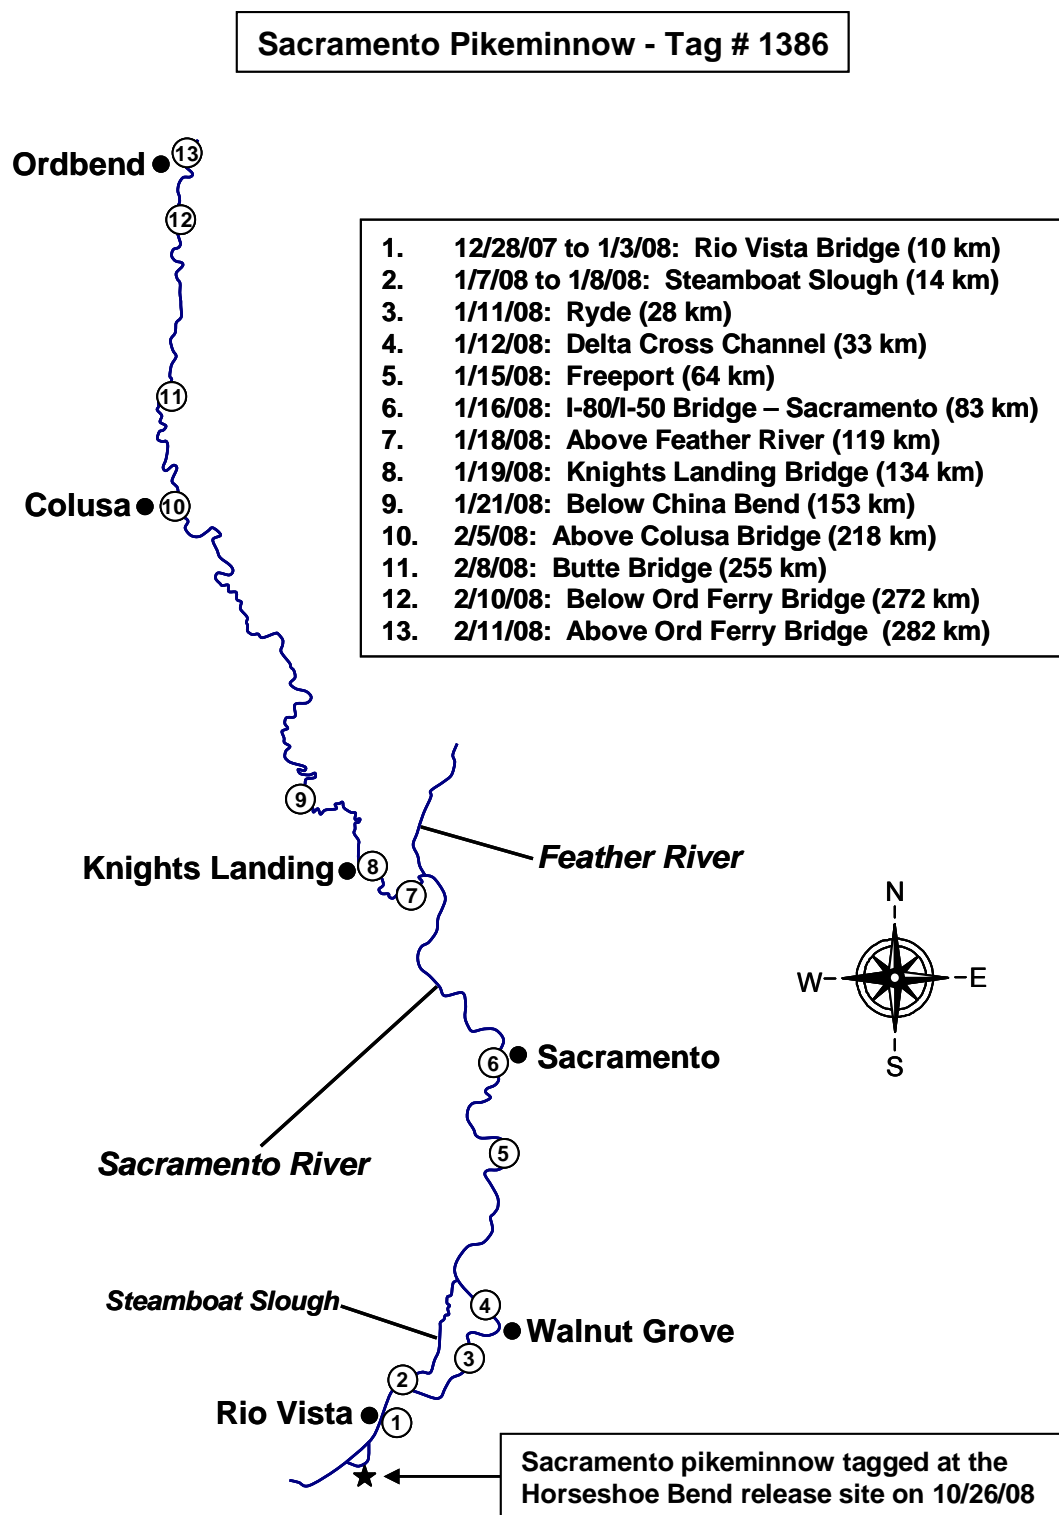 Sacramento Pikeminnow - Tag # 1386
Ordbend
13
12
1. 12/28/07 to 1/3/08: Rio Vista Bridge (10 km)
2. 1/7/08 to 1/8/08: Steamboat Slough (14 km)
3. 1/11/08: Ryde (28 km)
4. 1/12/08: Delta Cross Channel (33 km)
5. 1/15/08: Freeport (64 km)
6. 1/16/08: I-80/I-50 Bridge – Sacramento (83 km)
7. 1/18/08: Above Feather River (119 km)
8. 1/19/08: Knights Landing Bridge (134 km)
9. 1/21/08: Below China Bend (153 km)
10. 2/5/08: Above Colusa Bridge (218 km)
11. 2/8/08: Butte Bridge (255 km)
12. 2/10/08: Below Ord Ferry Bridge (272 km)
13. 2/11/08: Above Ord Ferry Bridge (282 km)
11
Colusa
10
9
Knights Landing
8
7
Feather River
N
W
E
S
6
Sacramento
5
Sacramento River
Steamboat Slough
4
Walnut Grove
3
2
Rio Vista
1
Sacramento pikeminnow tagged at the
Horseshoe Bend release site on 10/26/08